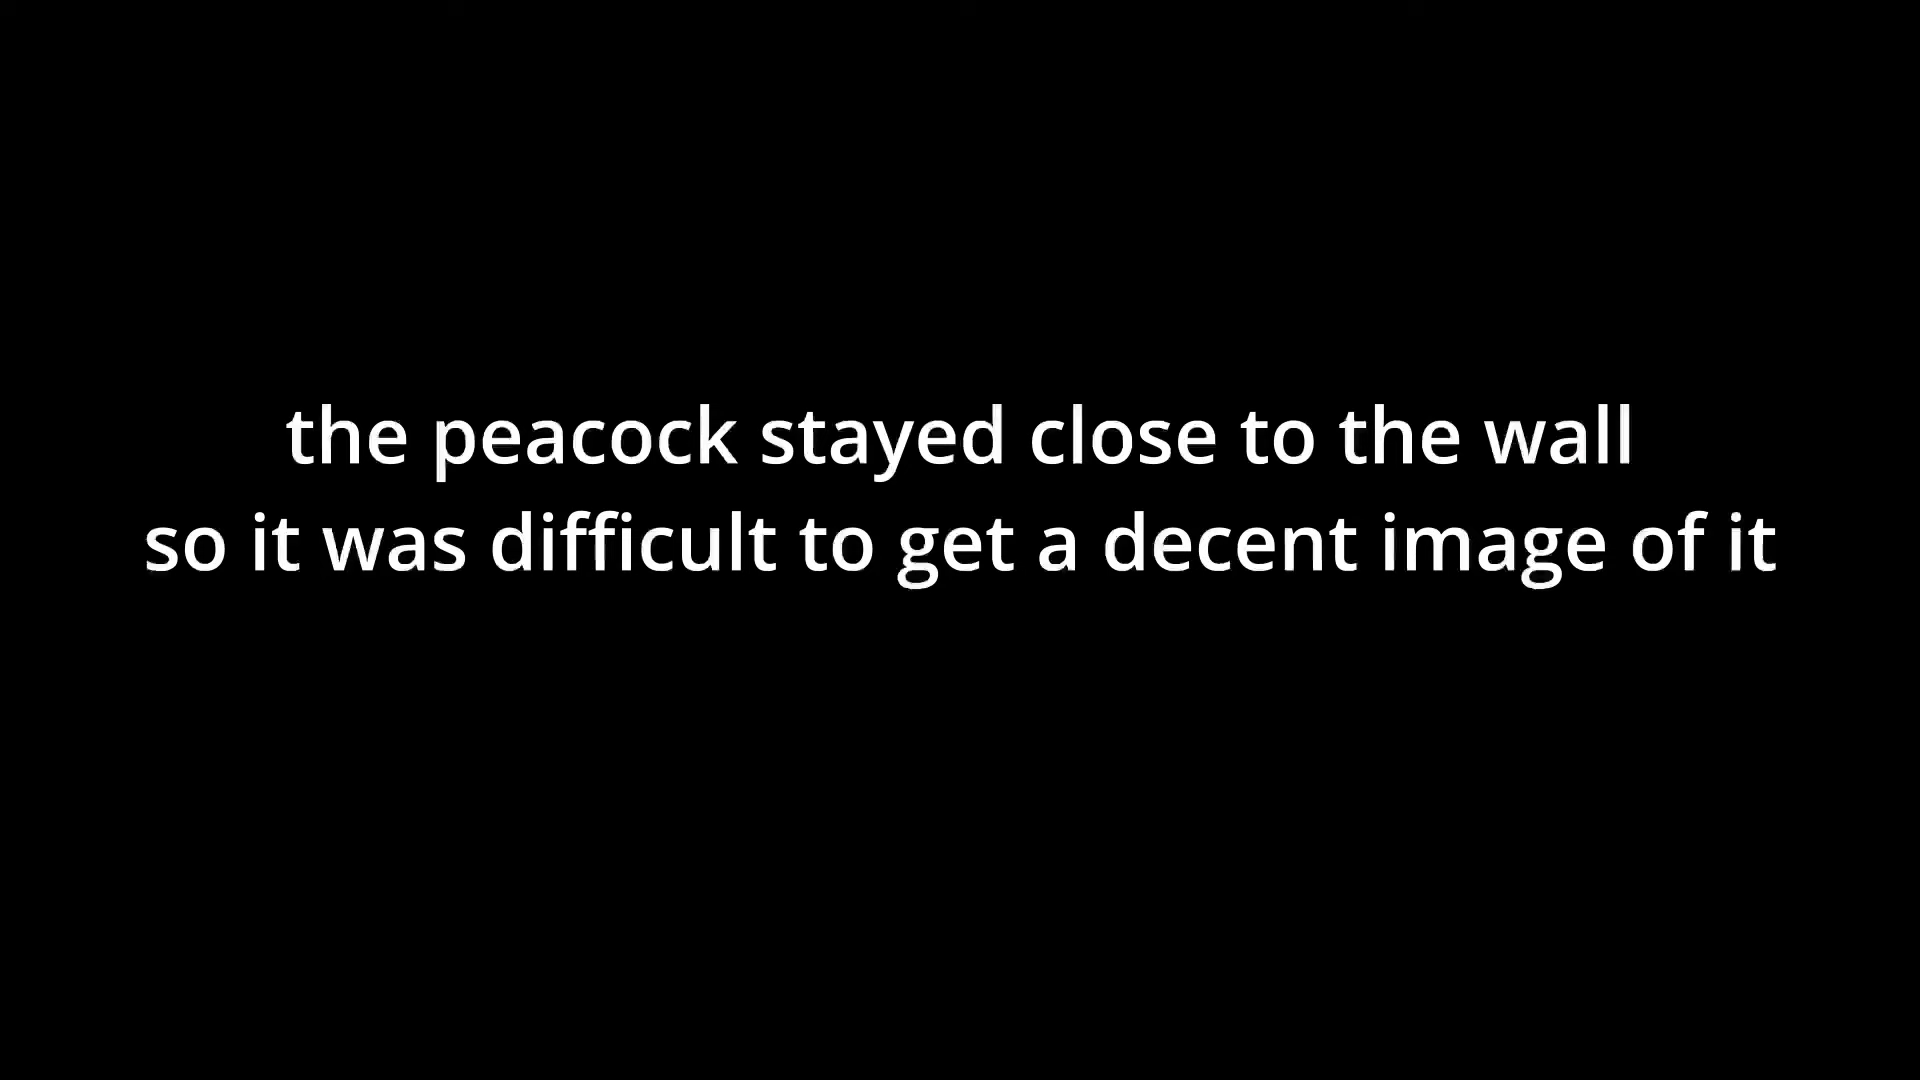 the peacock stayed close to the wall
so it was difficult to get a decent image of it